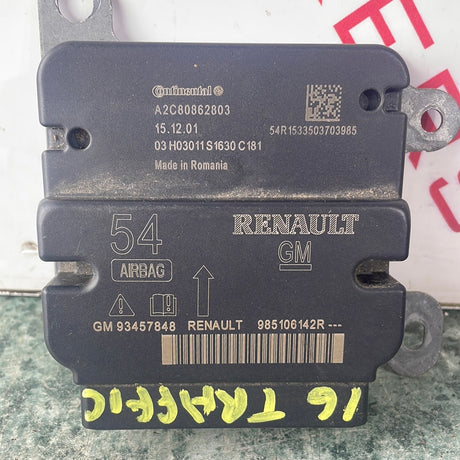 Continental
A2C80862803
15.12.01
54R1533503703985
03 H03011 S1630 C181
Made in Romania
54
RENAULT
AIRBAG
GM
GM 93457848 RENAULT 985106142R ---
16 TRAFFIC